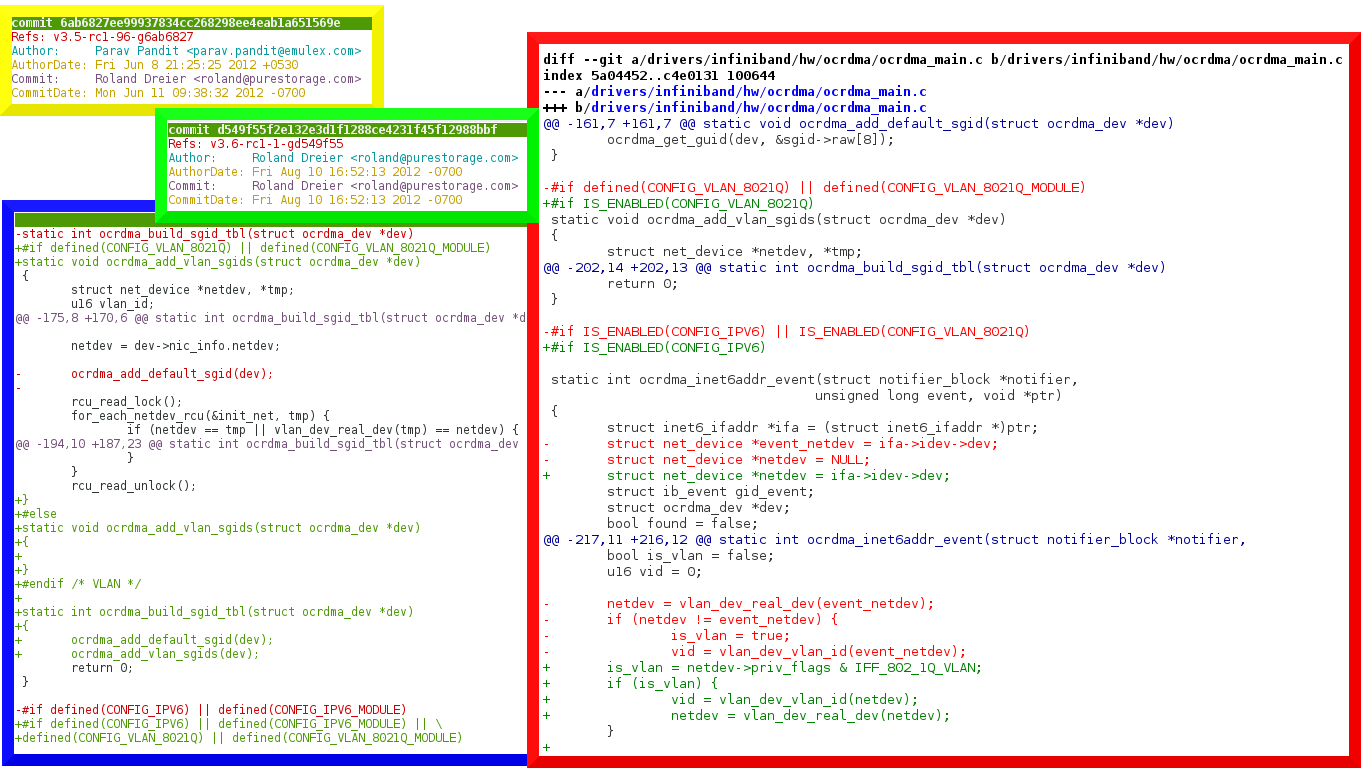 commit 6ab6827ee99937834cc268298ee4eab1a651569e
Refs: v3.5-rc1-96-g6ab6827
Author:     Parav Pandit <parav.pandit@emulex.com>
AuthorDate: Fri Jun 8 21:25:25 2012 +0530
Commit:     Roland Dreier <roland@purestorage.com>
CommitDate: Mon Jun 11 09:38:32 2012 -0700
commit d549f55f2e132e3d1f1288ce4231f45f12988bbf
Refs: v3.6-rc1-1-gd549f55
Author:     Roland Dreier <roland@purestorage.com>
AuthorDate: Fri Aug 10 16:52:13 2012 -0700
Commit:     Roland Dreier <roland@purestorage.com>
CommitDate: Fri Aug 10 16:52:13 2012 -0700
-static int ocrdma_build_sgid_tbl(struct ocrdma_dev *dev)
+#if defined(CONFIG_VLAN_8021Q) || defined(CONFIG_VLAN_8021Q_MODULE)
+static void ocrdma_add_vlan_sgids(struct ocrdma_dev *dev)
 {
        struct net_device *netdev, *tmp;
        u16 vlan_id;
@@ -175,8 +170,6 @@ static int ocrdma_build_sgid_tbl(struct ocrdma_dev *d
        netdev = dev->nic_info.netdev;
-       ocrdma_add_default_sgid(dev);
-
        rcu_read_lock();
        for_each_netdev_rcu(&init_net, tmp) {
                if (netdev == tmp || vlan_dev_real_dev(tmp) == netdev) {
@@ -194,10 +187,23 @@ static int ocrdma_build_sgid_tbl(struct ocrdma_dev
                }
        }
        rcu_read_unlock();
+}
+#else
+static void ocrdma_add_vlan_sgids(struct ocrdma_dev *dev)
+{
+
+}
+#endif /* VLAN */
+
+static int ocrdma_build_sgid_tbl(struct ocrdma_dev *dev)
+{
+       ocrdma_add_default_sgid(dev);
+       ocrdma_add_vlan_sgids(dev);
        return 0;
 }
-#if defined(CONFIG_IPV6) || defined(CONFIG_IPV6_MODULE)
+#if defined(CONFIG_IPV6) || defined(CONFIG_IPV6_MODULE) || \
+defined(CONFIG_VLAN_8021Q) || defined(CONFIG_VLAN_8021Q_MODULE)
diff --git a/drivers/infiniband/hw/ocrdma/ocrdma_main.c b/drivers/infiniband/hw/ocrdma/ocrdma_main.c
index 5a04452..c4e0131 100644
--- a/drivers/infiniband/hw/ocrdma/ocrdma_main.c
+++ b/drivers/infiniband/hw/ocrdma/ocrdma_main.c
@@ -161,7 +161,7 @@ static void ocrdma_add_default_sgid(struct ocrdma_dev *dev)
        ocrdma_get_guid(dev, &sgid->raw[8]);
 }
-#if defined(CONFIG_VLAN_8021Q) || defined(CONFIG_VLAN_8021Q_MODULE)
+#if IS_ENABLED(CONFIG_VLAN_8021Q)
 static void ocrdma_add_vlan_sgids(struct ocrdma_dev *dev)
 {
        struct net_device *netdev, *tmp;
@@ -202,14 +202,13 @@ static int ocrdma_build_sgid_tbl(struct ocrdma_dev *dev)
        return 0;
 }
-#if IS_ENABLED(CONFIG_IPV6) || IS_ENABLED(CONFIG_VLAN_8021Q)
+#if IS_ENABLED(CONFIG_IPV6)
 static int ocrdma_inet6addr_event(struct notifier_block *notifier,
                                  unsigned long event, void *ptr)
 {
        struct inet6_ifaddr *ifa = (struct inet6_ifaddr *)ptr;
-       struct net_device *event_netdev = ifa->idev->dev;
-       struct net_device *netdev = NULL;
+       struct net_device *netdev = ifa->idev->dev;
        struct ib_event gid_event;
        struct ocrdma_dev *dev;
        bool found = false;
@@ -217,11 +216,12 @@ static int ocrdma_inet6addr_event(struct notifier_block *notifier,
        bool is_vlan = false;
        u16 vid = 0;
-       netdev = vlan_dev_real_dev(event_netdev);
-       if (netdev != event_netdev) {
-               is_vlan = true;
-               vid = vlan_dev_vlan_id(event_netdev);
+       is_vlan = netdev->priv_flags & IFF_802_1Q_VLAN;
+       if (is_vlan) {
+               vid = vlan_dev_vlan_id(netdev);
+               netdev = vlan_dev_real_dev(netdev);
        }
+